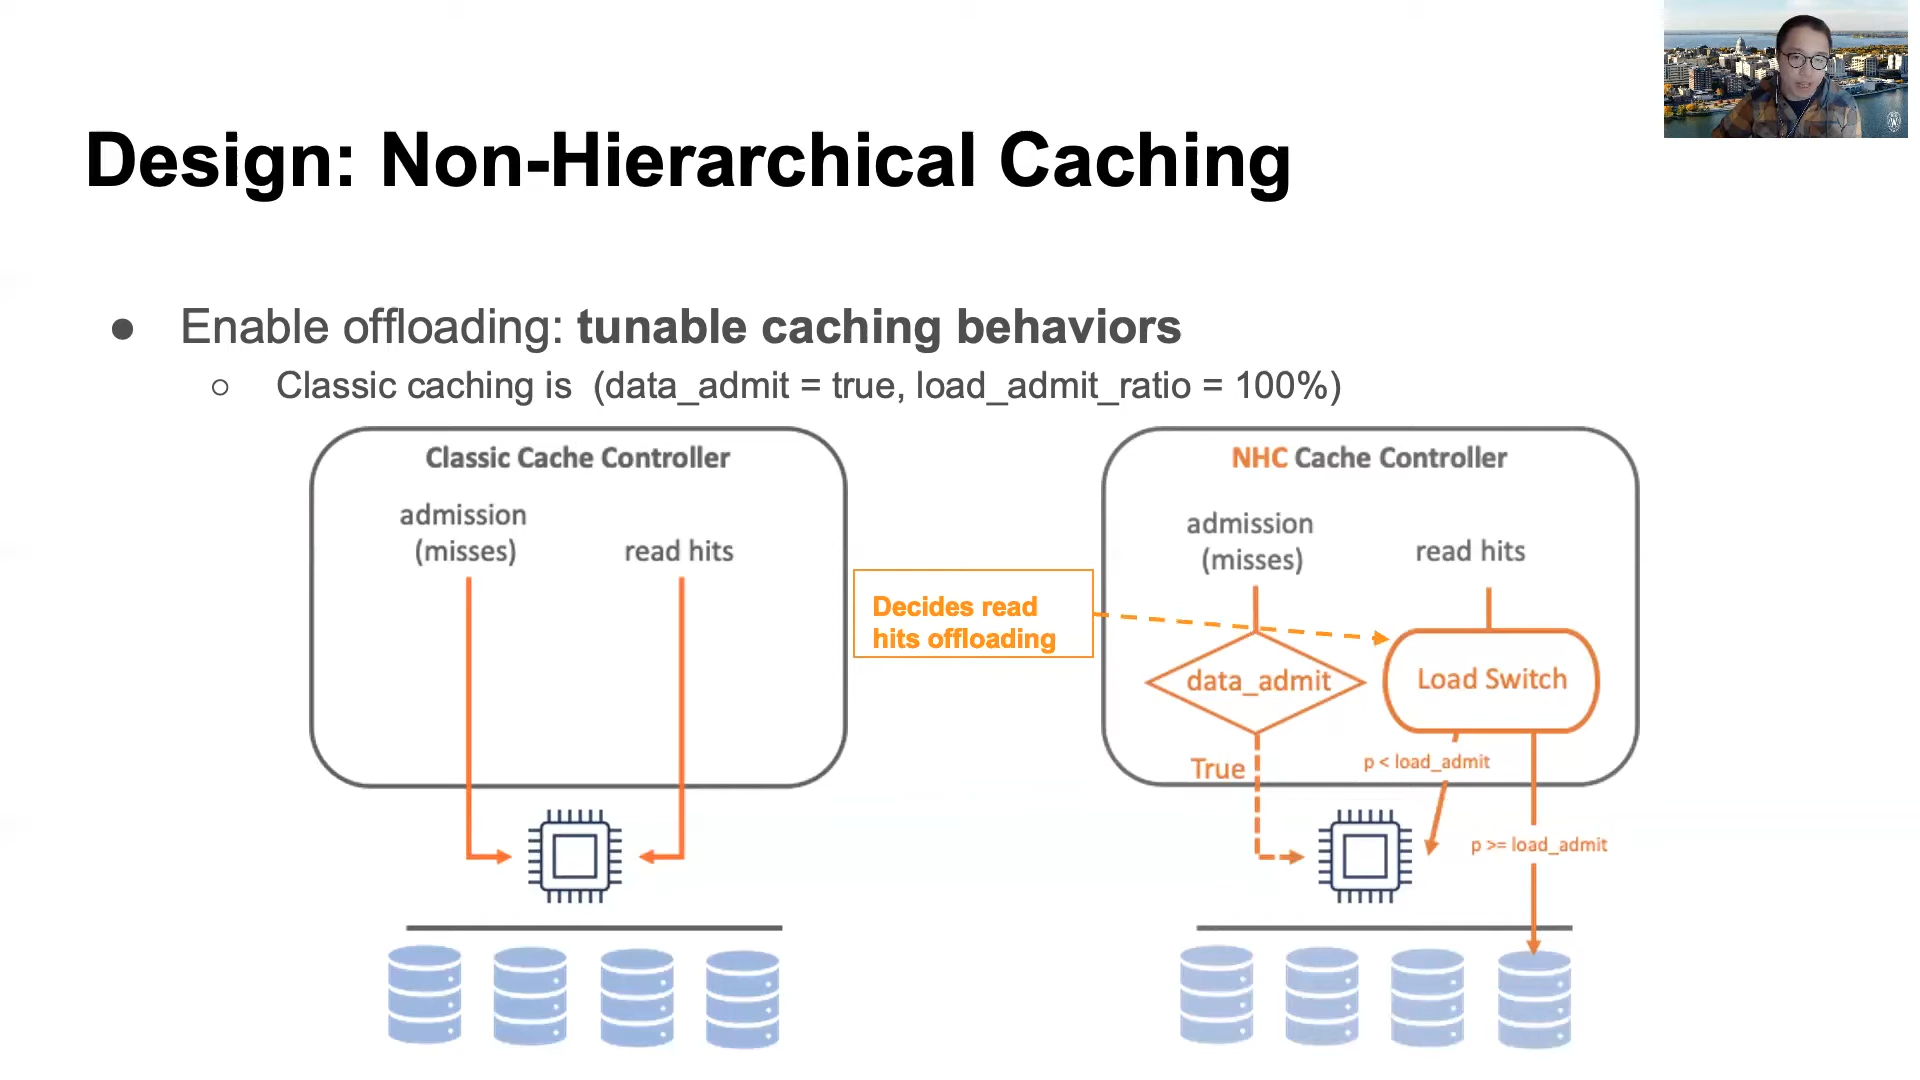 Design: Non-Hierarchical Caching
● Enable offloading: tunable caching behaviors
○ Classic caching is (data_admit = true, load_admit_ratio = 100%)
Classic Cache Controller
admission
(misses)
read hits
Decides read
hits offloading
NHC Cache Controller
admission
(misses)
read hits
data_admit
Load Switch
True
p < load_admit
p >= load_admit